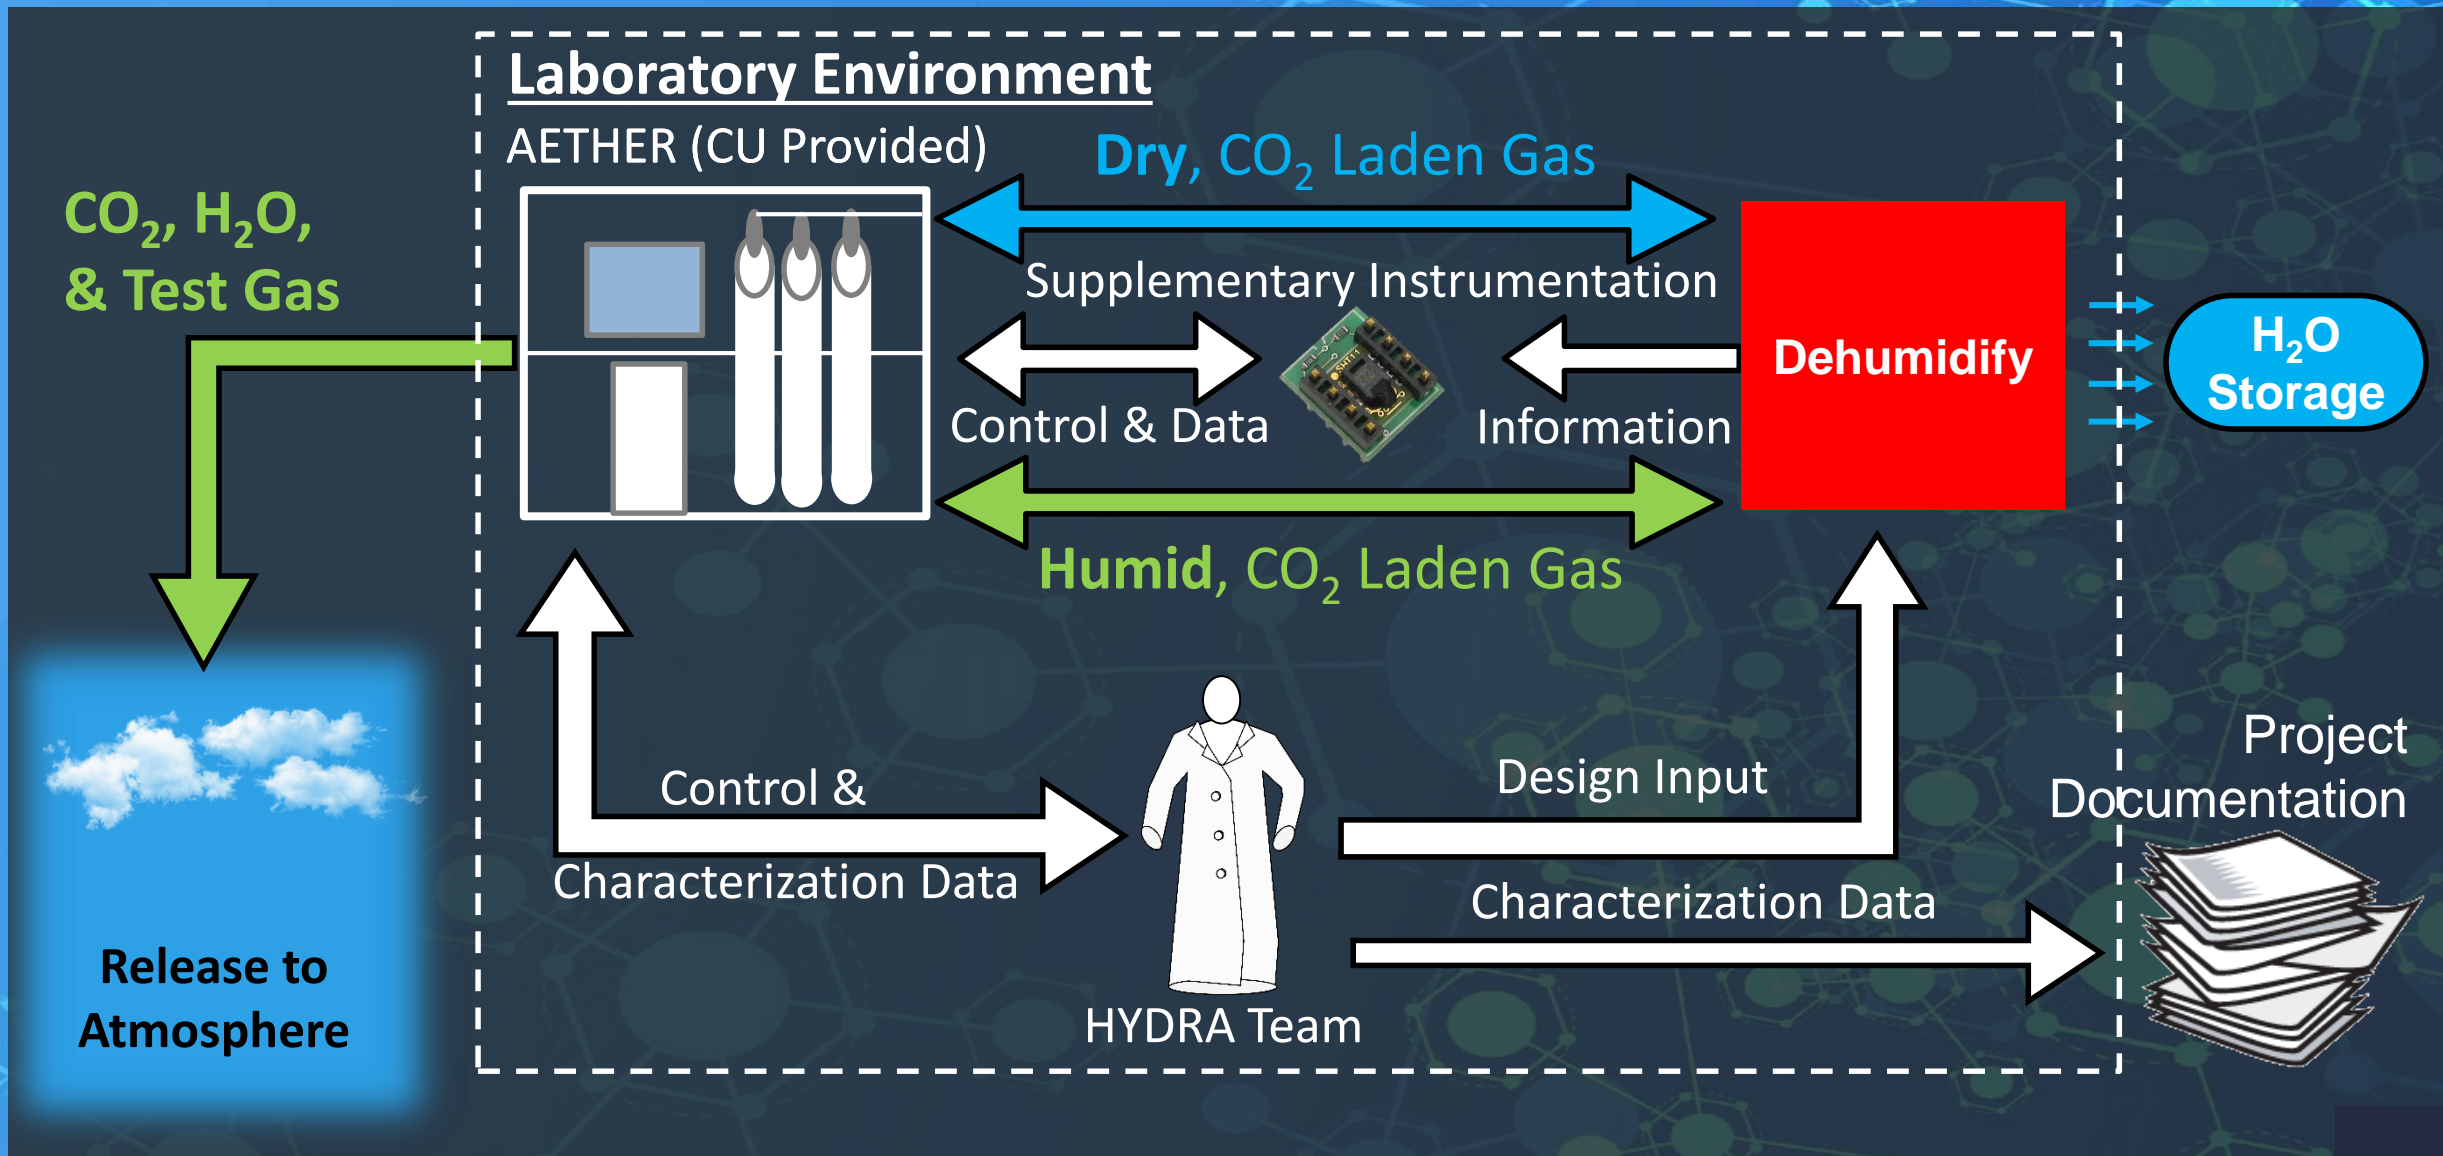 Laboratory Environment
AETHER (CU Provided)
Dry, CO₂ Laden Gas
CO₂, H₂O,
& Test Gas
Supplementary Instrumentation
SHT11
Dehumidify
H₂O
Storage
Control & Data
Information
Humid, CO₂ Laden Gas
Control &
Characterization Data
Design Input
Characterization Data
Project
Documentation
HYDRA Team
Release to
Atmosphere